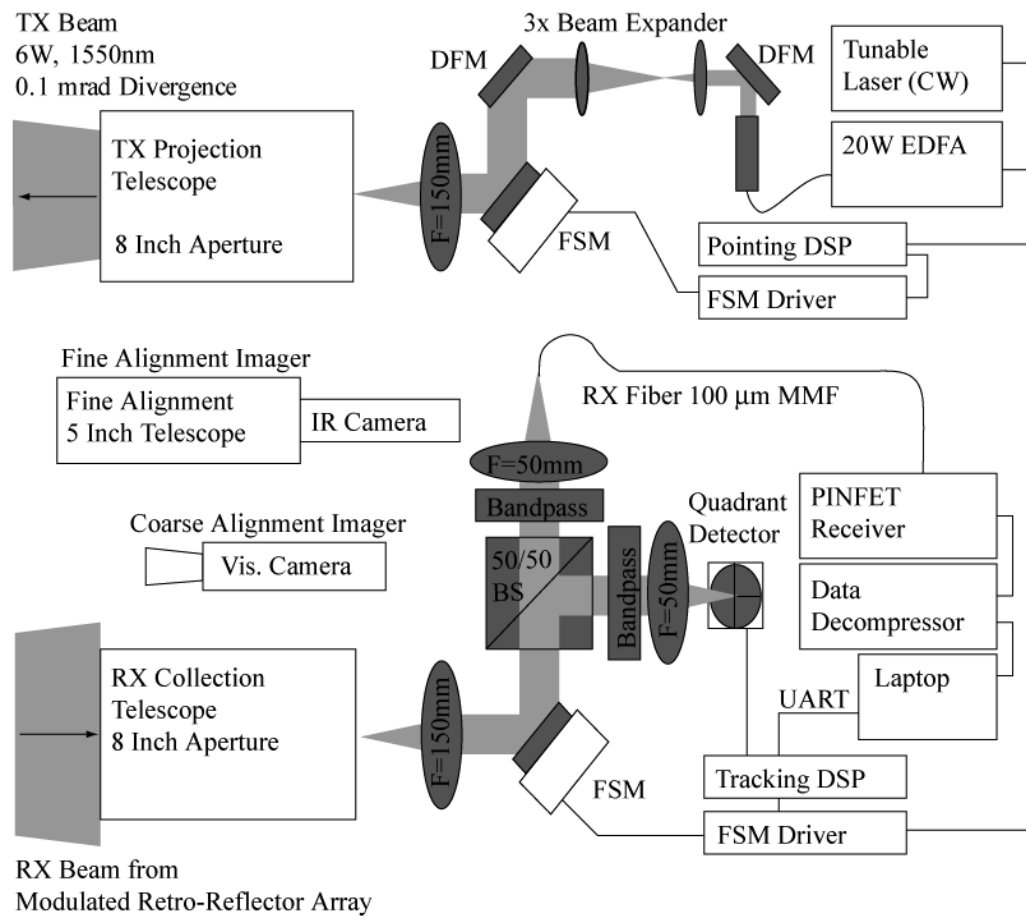 TX Beam
6W, 1550nm
0.1 mrad Divergence
3x Beam Expander
DFM
DFM
Tunable
Laser (CW)
20W EDFA
TX Projection
Telescope
8 Inch Aperture
F=150mm
FSM
Pointing DSP
FSM Driver
Fine Alignment Imager
Fine Alignment
5 Inch Telescope
IR Camera
RX Fiber 100 μm MMF
F=50mm
Bandpass
Quadrant
Detector
PINFET
Receiver
Coarse Alignment Imager
Vis. Camera
50/50
BS
Bandpass
F=50mm
Data
Decompressor
RX Collection
Telescope
8 Inch Aperture
F=150mm
Laptop
UART
FSM
Tracking DSP
FSM Driver
RX Beam from
Modulated Retro-Reflector Array